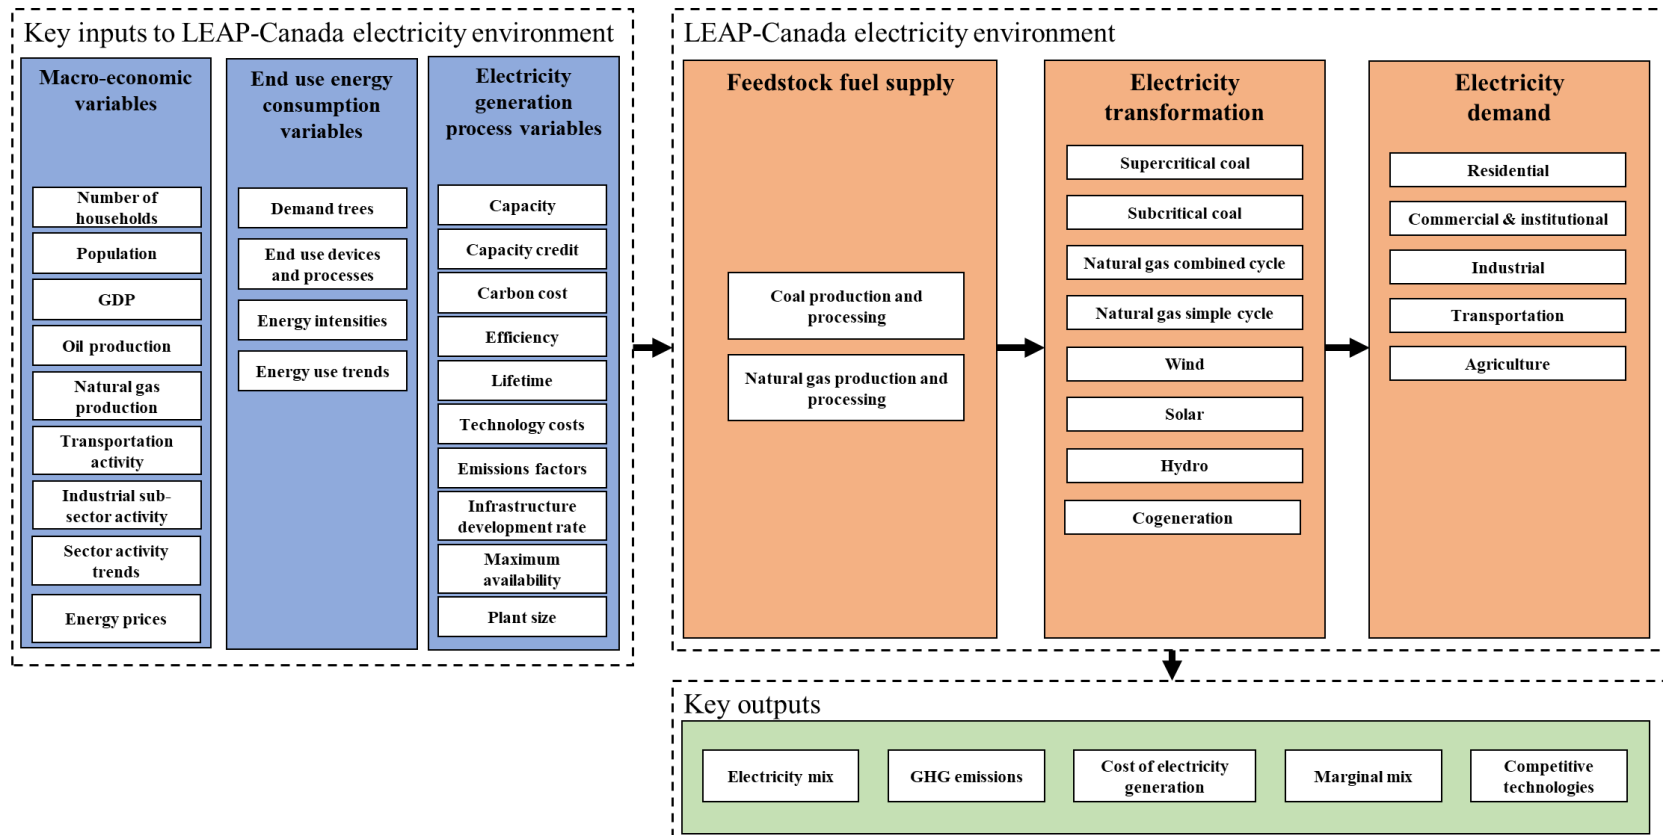 Key inputs to LEAP-Canada electricity environment
Macro-economic
variables
Number of
households
Population
GDP
Oil production
Natural gas
production
Transportation
activity
Industrial sub-
sector activity
Sector activity
trends
Energy prices
End use energy
consumption
variables
Demand trees
End use devices
and processes
Energy intensities
Energy use trends
Electricity
generation
process variables
Capacity
Capacity credit
Carbon cost
Efficiency
Lifetime
Technology costs
Emissions factors
Infrastructure
development rate
Maximum
availability
Plant size
LEAP-Canada electricity environment
Feedstock fuel supply
Coal production and
processing
Natural gas production and
processing
Electricity
transformation
Supercritical coal
Subcritical coal
Natural gas combined cycle
Natural gas simple cycle
Wind
Solar
Hydro
Cogeneration
Electricity
demand
Residential
Commercial & institutional
Industrial
Transportation
Agriculture
Key outputs
Electricity mix
GHG emissions
Cost of electricity
generation
Marginal mix
Competitive
technologies